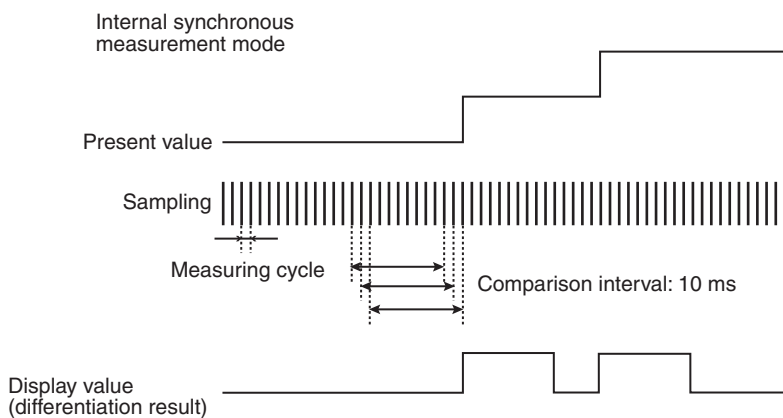 Internal synchronous
measurement mode
Present value
Sampling
Measuring cycle
Comparison interval: 10 ms
Display value
(differentiation result)